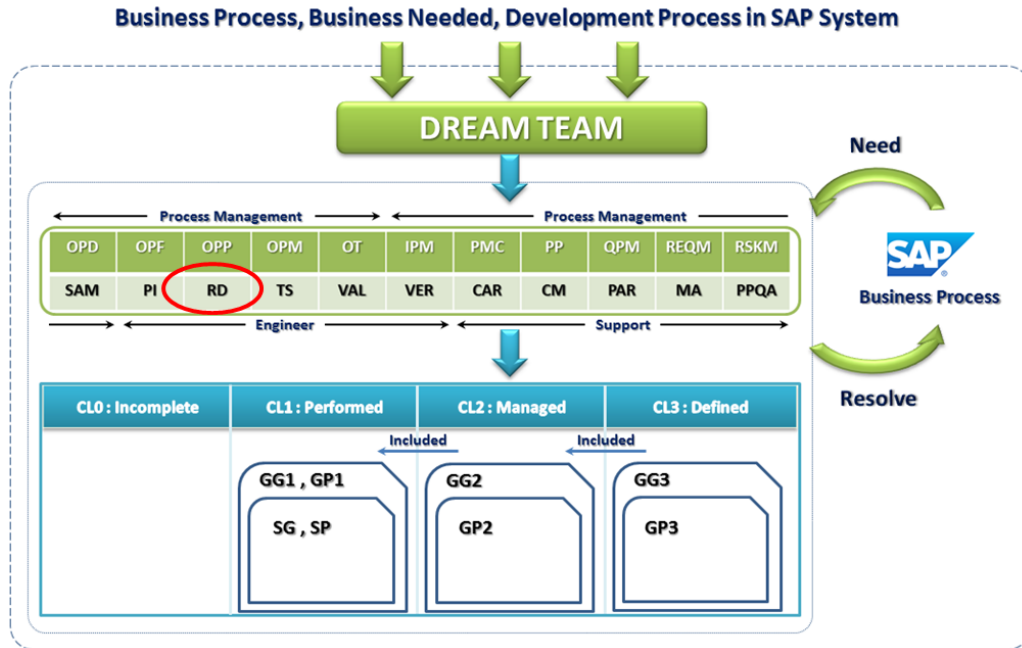 Business Process, Business Needed, Development Process in SAP System
DREAM TEAM
Need
Process Management Process Management
OPD OPF OPP OPM OT IPM PMC PP QPM REQM RSKM
SAM PI RD TS VAL VER CAR CM PAR MA PPQA
Engineer Support
SAP®
Business Process
Resolve
CL0 : Incomplete CL1 : Performed CL2 : Managed CL3 : Defined
Included Included
GG1 , GP1 GG2 GG3
SG , SP GP2 GP3